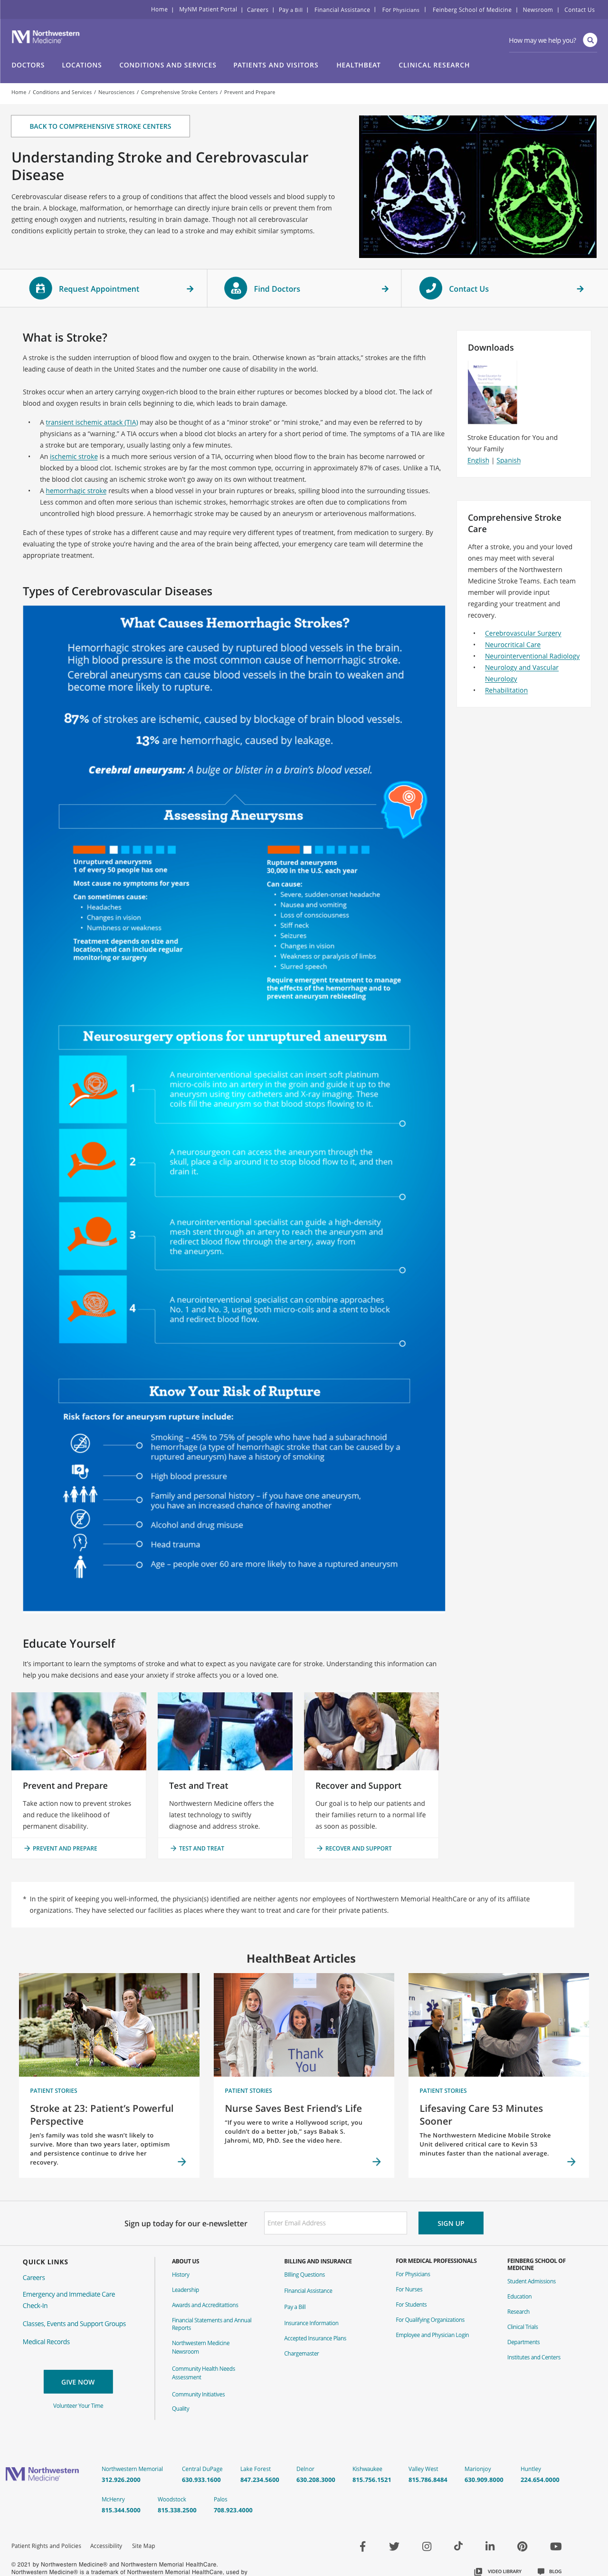 Home | MyNM Patient Portal | Careers | Pay a Bill | Financial Assistance | For Physicians | Feinberg School of Medicine | Newsroom | Contact Us
Northwestern
Medicine®
How may we help you?
DOCTORS LOCATIONS CONDITIONS AND SERVICES PATIENTS AND VISITORS HEALTHBEAT CLINICAL RESEARCH
Home / Conditions and Services / Neurosciences / Comprehensive Stroke Centers / Prevent and Prepare
BACK TO COMPREHENSIVE STROKE CENTERS
Understanding Stroke and Cerebrovascular
Disease
Cerebrovascular disease refers to a group of conditions that affect the blood vessels and blood supply to
the brain. A blockage, malformation, or hemorrhage can directly injure brain cells or prevent them from
getting enough oxygen and nutrients, resulting in brain damage. Though not all cerebrovascular
conditions explicitly pertain to stroke, they can lead to a stroke and may exhibit similar symptoms.
Request Appointment
Find Doctors
Contact Us
What is Stroke?
A stroke is the sudden interruption of blood flow and oxygen to the brain. Otherwise known as “brain attacks,” strokes are the fifth
leading cause of death in the United States and the number one cause of disability in the world.
Strokes occur when an artery carrying oxygen-rich blood to the brain either ruptures or becomes blocked by a blood clot. The lack of
blood and oxygen results in brain cells beginning to die, which leads to brain damage.
• A transient ischemic attack (TIA) may also be thought of as a “minor stroke” or “mini stroke,” and may even be referred to by
physicians as a “warning.” A TIA occurs when a blood clot blocks an artery for a short period of time. The symptoms of a TIA are like
a stroke but are temporary, usually lasting only a few minutes.
• An ischemic stroke is a much more serious version of a TIA, occurring when blood flow to the brain has become narrowed or
blocked by a blood clot. Ischemic strokes are by far the most common type, occurring in approximately 87% of cases. Unlike a TIA,
the blood clot causing an ischemic stroke won’t go away on its own without treatment.
• A hemorrhagic stroke results when a blood vessel in your brain ruptures or breaks, spilling blood into the surrounding tissues.
Less common and often more serious than ischemic strokes, hemorrhagic strokes are often due to complications from
uncontrolled high blood pressure. A hemorrhagic stroke may be caused by an aneurysm or arteriovenous malformations.
Each of these types of stroke has a different cause and may require very different types of treatment, from medication to surgery. By
evaluating the type of stroke you’re having and the area of the brain being affected, your emergency care team will determine the
appropriate treatment.
Downloads
Stroke Education for You and
Your Family
English | Spanish
Comprehensive Stroke
Care
After a stroke, you and your loved
ones may meet with several
members of the Northwestern
Medicine Stroke Teams. Each team
member will provide input
regarding your treatment and
recovery.
• Cerebrovascular Surgery
• Neurocritical Care
• Neurointerventional Radiology
• Neurology and Vascular
Neurology
• Rehabilitation
Types of Cerebrovascular Diseases
What Causes Hemorrhagic Strokes?
Hemorrhagic strokes are caused by ruptured blood vessels in the brain.
High blood pressure is the most common cause of hemorrhagic stroke.
Cerebral aneurysms can cause blood vessels in the brain to weaken and
become more likely to rupture.
87% of strokes are ischemic, caused by blockage of brain blood vessels.
13% are hemorrhagic, caused by leakage.
Cerebral aneurysm: A bulge or blister in a brain’s blood vessel.
Assessing Aneurysms
Unruptured aneurysms
1 of every 50 people has one
Most cause no symptoms for years
Can sometimes cause:
• Headaches
• Changes in vision
• Numbness or weakness
Treatment depends on size and
location, and can include regular
monitoring or surgery
Ruptured aneurysms
30,000 in the U.S. each year
Can cause:
• Severe, sudden-onset headache
• Nausea and vomiting
• Loss of consciousness
• Stiff neck
• Seizures
• Changes in vision
• Weakness or paralysis of limbs
• Slurred speech
Require emergent treatment to manage
the effects of the hemorrhage and to
prevent aneurysm rebleeding
Neurosurgery options for unruptured aneurysm
1
A neurointerventional specialist can insert soft platinum
micro-coils into an artery in the groin and guide it up to the
aneurysm using tiny catheters and X-ray imaging. These
coils fill the aneurysm so that blood stops flowing to it.
2
A neurosurgeon can access the aneurysm through the
skull, place a clip around it to stop blood flow to it, and then
drain it.
3
A neurointerventional specialist can guide a high-density
mesh stent through an artery to reach the aneurysm and
redirect blood flow through the artery, away from
the aneurysm.
4
A neurointerventional specialist can combine approaches
No. 1 and No. 3, using both micro-coils and a stent to block
and redirect blood flow.
Know Your Risk of Rupture
Risk factors for aneurysm rupture include:
Smoking – 45% to 75% of people who have had a subarachnoid
hemorrhage (a type of hemorrhagic stroke that can be caused by a
ruptured aneurysm) have a history of smoking
High blood pressure
Family and personal history – if you have one aneurysm,
you have an increased chance of having another
Alcohol and drug misuse
Head trauma
Age – people over 60 are more likely to have a ruptured aneurysm
Educate Yourself
It’s important to learn the symptoms of stroke and what to expect as you navigate care for stroke. Understanding this information can
help you make decisions and ease your anxiety if stroke affects you or a loved one.
Prevent and Prepare
Take action now to prevent strokes
and reduce the likelihood of
permanent disability.
PREVENT AND PREPARE
Test and Treat
Northwestern Medicine offers the
latest technology to swiftly
diagnose and address stroke.
TEST AND TREAT
Recover and Support
Our goal is to help our patients and
their families return to a normal life
as soon as possible.
RECOVER AND SUPPORT
* In the spirit of keeping you well-informed, the physician(s) identified are neither agents nor employees of Northwestern Memorial HealthCare or any of its affiliate
organizations. They have selected our facilities as places where they want to treat and care for their private patients.
HealthBeat Articles
Thank
You
PATIENT STORIES
Stroke at 23: Patient’s Powerful
Perspective
Jen’s family was told she wasn’t likely to
survive. More than two years later, optimism
and persistence continue to drive her
recovery.
PATIENT STORIES
Nurse Saves Best Friend’s Life
“If you were to write a Hollywood script, you
couldn’t do a better job,” says Babak S.
Jahromi, MD, PhD. See the video here.
PATIENT STORIES
Lifesaving Care 53 Minutes
Sooner
The Northwestern Medicine Mobile Stroke
Unit delivered critical care to Kevin 53
minutes faster than the national average.
Sign up today for our e-newsletter
Enter Email Address
SIGN UP
QUICK LINKS
Careers
Emergency and Immediate Care
Check-In
Classes, Events and Support Groups
Medical Records
GIVE NOW
Volunteer Your Time
ABOUT US
History
Leadership
Awards and Accreditations
Financial Statements and Annual
Reports
Northwestern Medicine
Newsroom
Community Health Needs
Assessment
Community Initiatives
Quality
BILLING AND INSURANCE
Billing Questions
Financial Assistance
Pay a Bill
Insurance Information
Accepted Insurance Plans
Chargemaster
FOR MEDICAL PROFESSIONALS
For Physicians
For Nurses
For Students
For Qualifying Organizations
Employee and Physician Login
FEINBERG SCHOOL OF
MEDICINE
Student Admissions
Education
Research
Clinical Trials
Departments
Institutes and Centers
Northwestern
Medicine®
Northwestern Memorial Central DuPage Lake Forest Delnor Kishwaukee Valley West Marionjoy Huntley
312.926.2000 630.933.1600 847.234.5600 630.208.3000 815.756.1521 815.786.8484 630.909.8000 224.654.0000
McHenry Woodstock Palos
815.344.5000 815.338.2500 708.923.4000
Patient Rights and Policies Accessibility Site Map
© 2021 by Northwestern Medicine® and Northwestern Memorial HealthCare.
Northwestern Medicine® is a trademark of Northwestern Memorial HealthCare, used by
VIDEO LIBRARY BLOG